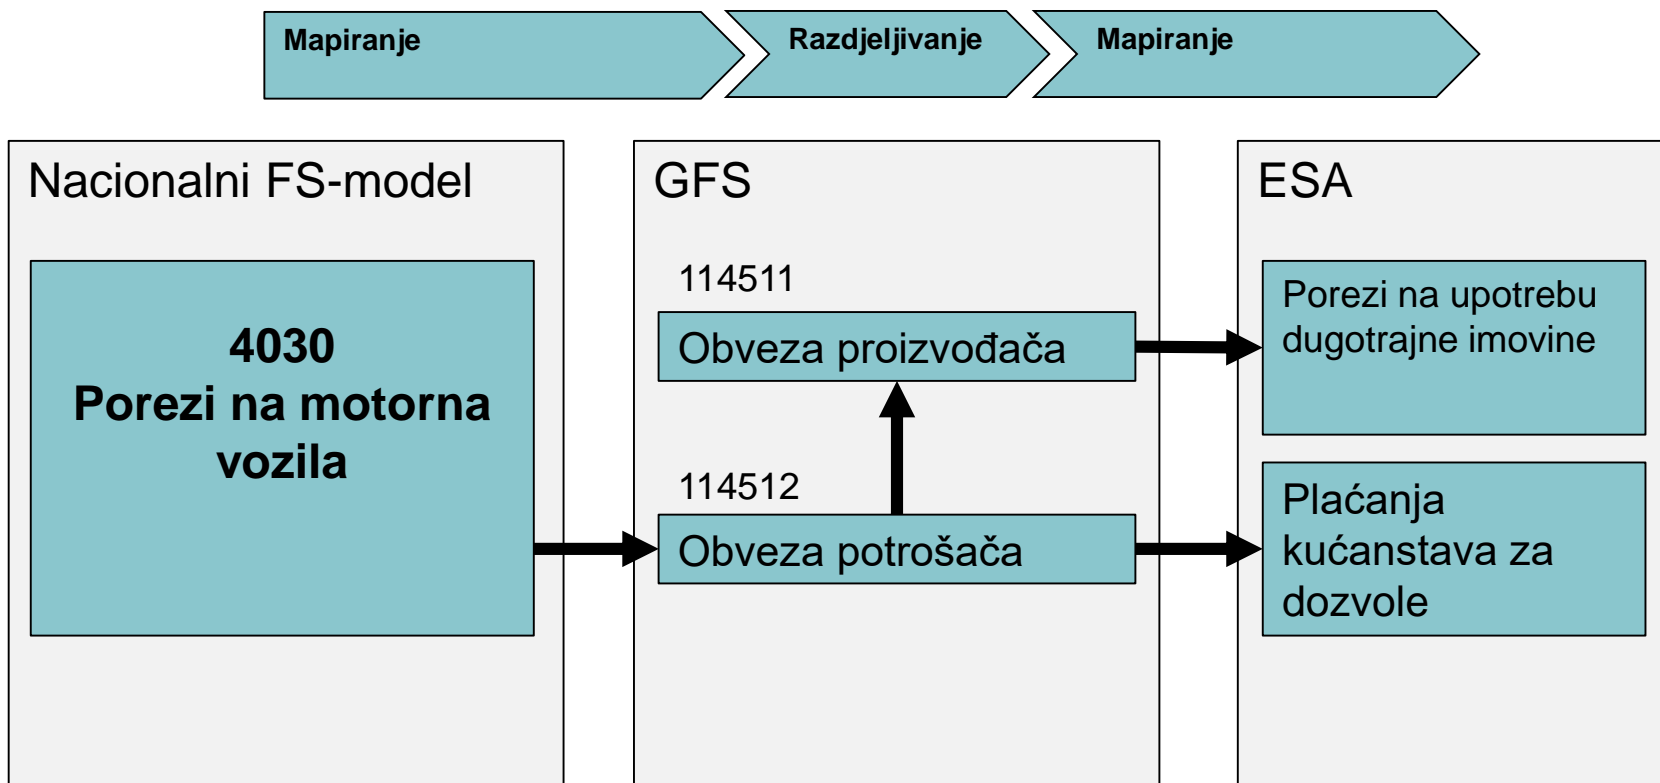 Mapiranje
Razdjeljivanje
Mapiranje
Nacionalni FS-model
4030
Porezi na motorna
vozila
GFS
114511
Obveza proizvođača
114512
Obveza potrošača
ESA
Porezi na upotrebu
dugotrajne imovine
Plaćanja
kućanstava za
dozvole